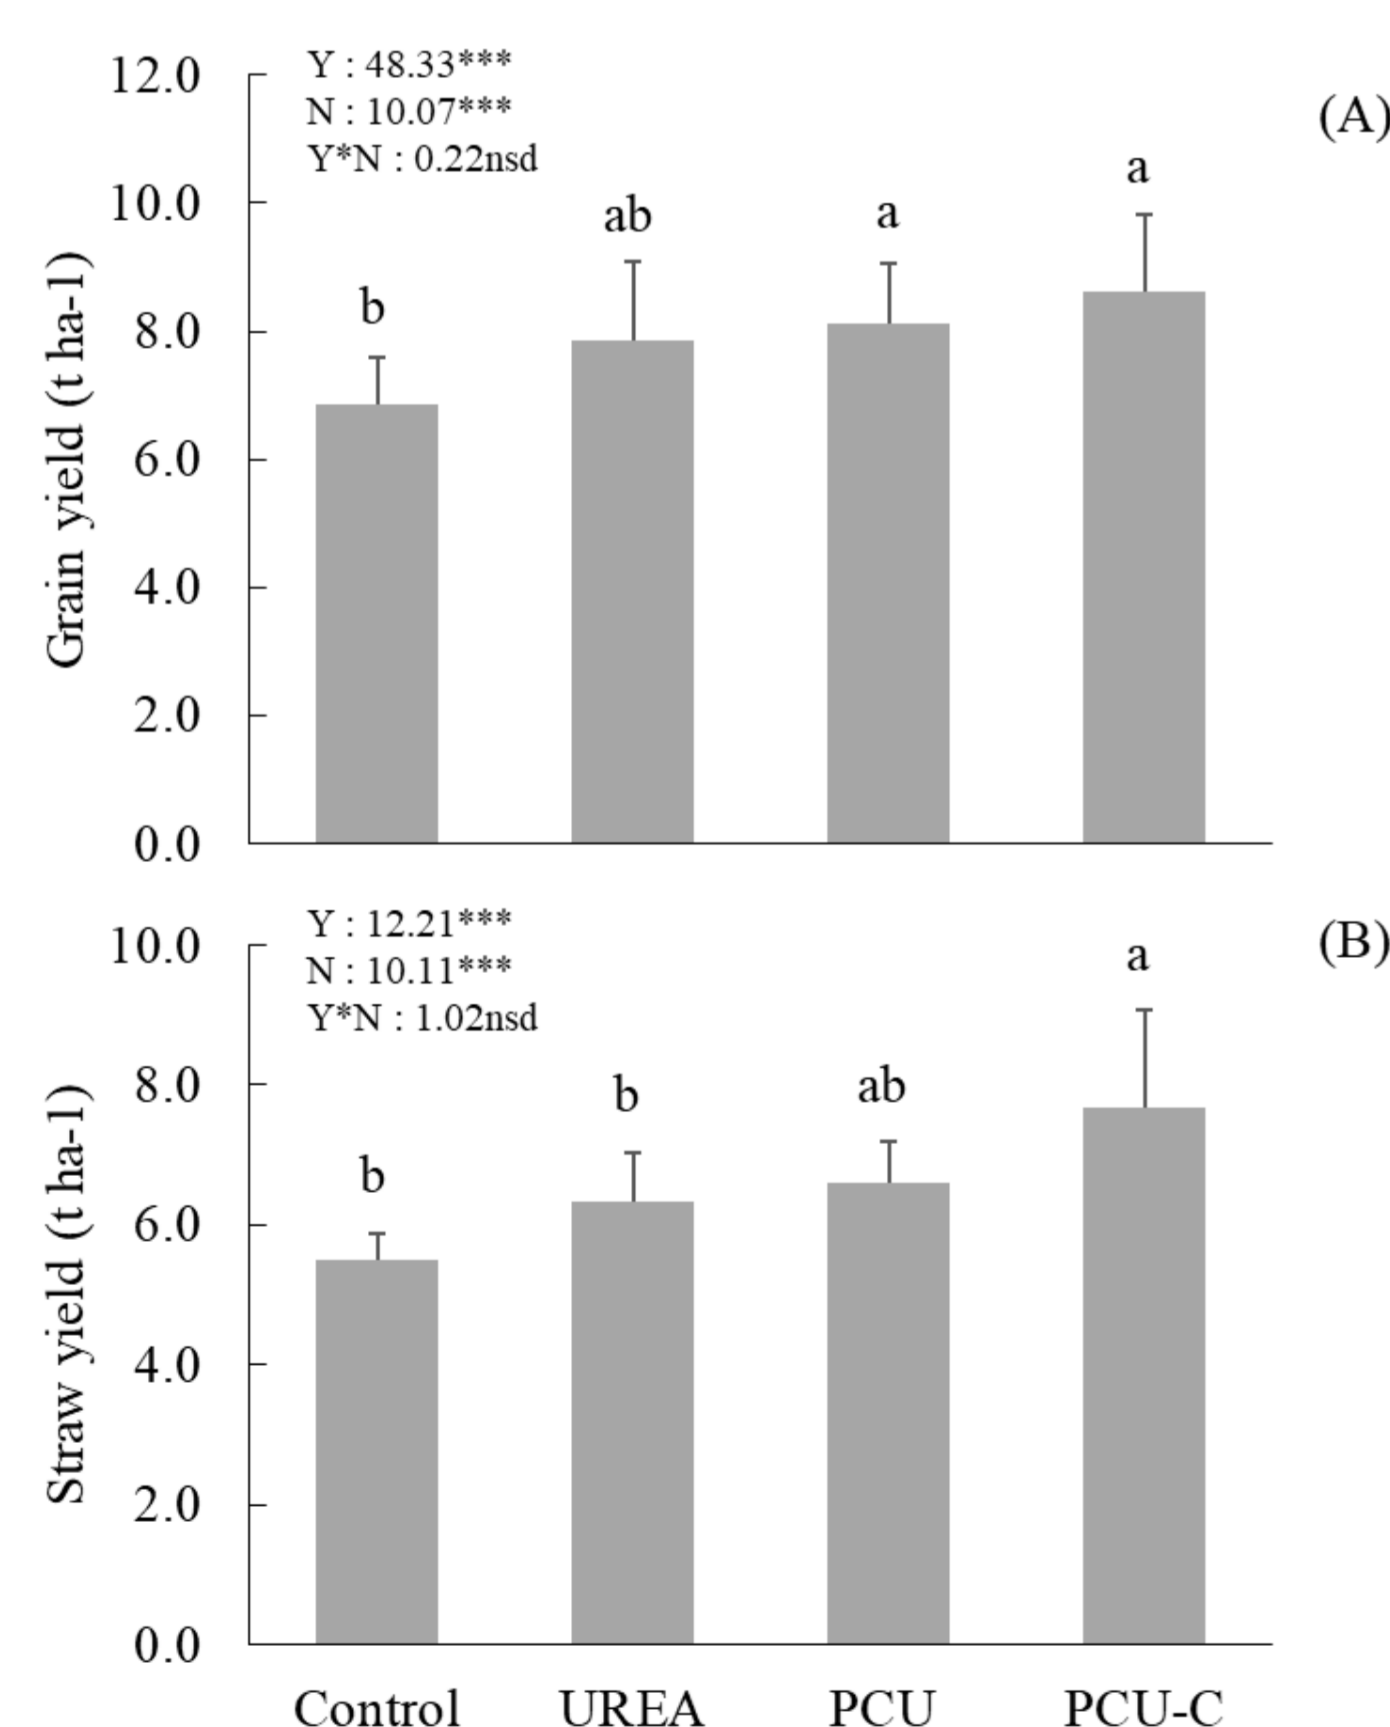 Y : 48.33***
N : 10.07***
Y*N : 0.22nsd
(A)
12.0
10.0
8.0
6.0
4.0
2.0
0.0
Grain yield (t ha-1)
b
ab
a
a
Y : 12.21***
N : 10.11***
Y*N : 1.02nsd
(B)
10.0
8.0
6.0
4.0
2.0
0.0
Straw yield (t ha-1)
b
b
ab
a
Control UREA PCU PCU-C